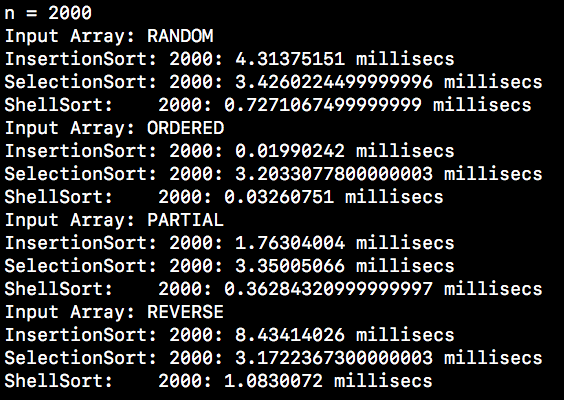 n = 2000
Input Array: RANDOM
InsertionSort: 2000: 4.31375151 millisecs
SelectionSort: 2000: 3.4260224499999996 millisecs
ShellSort:    2000: 0.7271067499999999 millisecs
Input Array: ORDERED
InsertionSort: 2000: 0.01990242 millisecs
SelectionSort: 2000: 3.2033077800000003 millisecs
ShellSort:    2000: 0.03260751 millisecs
Input Array: PARTIAL
InsertionSort: 2000: 1.76304004 millisecs
SelectionSort: 2000: 3.35005066 millisecs
ShellSort:    2000: 0.36284320999999997 millisecs
Input Array: REVERSE
InsertionSort: 2000: 8.43414026 millisecs
SelectionSort: 2000: 3.1722367300000003 millisecs
ShellSort:    2000: 1.0830072 millisecs